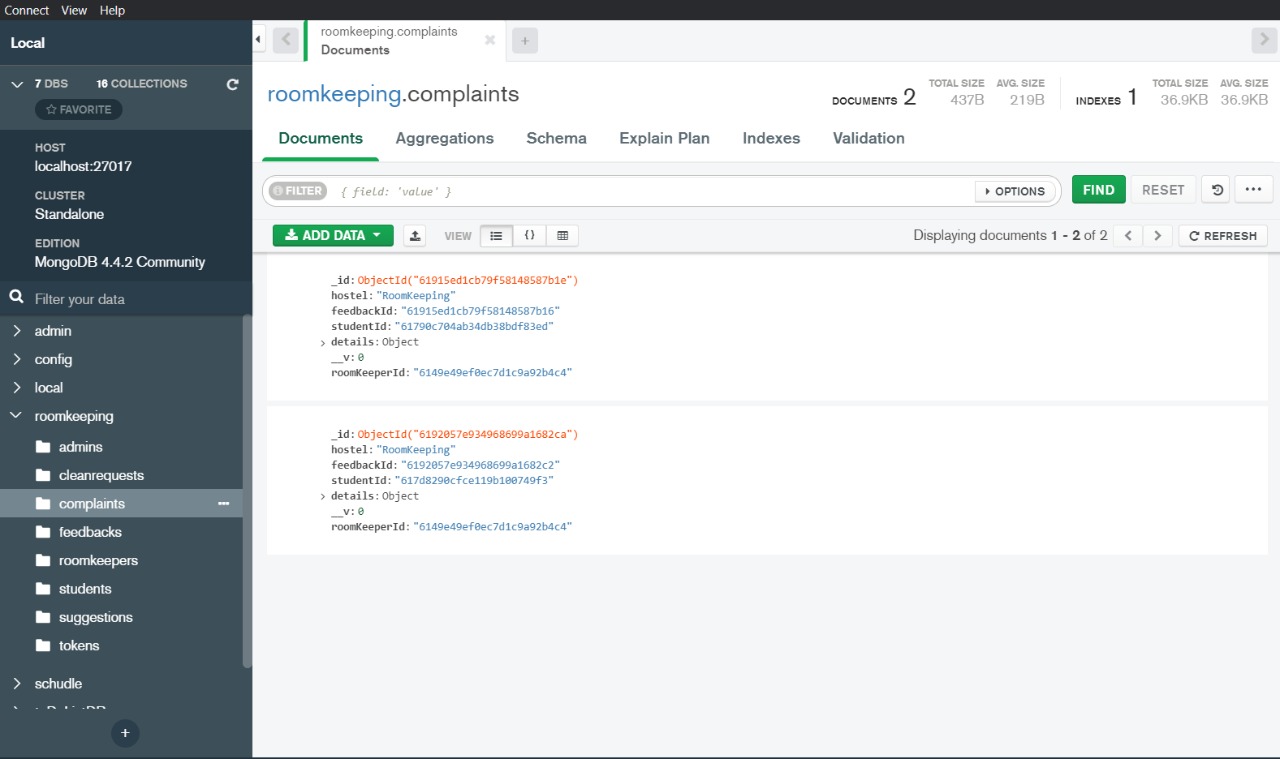 Connect View Help
Local
7 DBS 16 COLLECTIONS
FAVORITE
HOST
localhost:27017
CLUSTER
Standalone
EDITION
MongoDB 4.4.2 Community
Filter your data
admin
config
local
roomkeeping
admins
cleanrequests
complaints
feedbacks
roomkeepers
students
suggestions
tokens
schudle
roomkeeping.complaints
Documents
roomkeeping.complaints
DOCUMENTS 2
TOTAL SIZE AVG. SIZE
437B 219B
INDEXES 1
TOTAL SIZE AVG. SIZE
36.9KB 36.9KB
Documents Aggregations Schema Explain Plan Indexes Validation
FILTER { field: 'value' } OPTIONS FIND RESET
ADD DATA VIEW {} Displaying documents 1 - 2 of 2 REFRESH
_id: ObjectId("61915ed1cb79f58148587b1e")
hostel: "RoomKeeping"
feedbackId: "61915ed1cb79f58148587b16"
studentId: "61790c704ab34db38bdf83ed"
details: Object
__v: 0
roomKeeperId: "6149e49ef0ec7d1c9a92b4c4"
_id: ObjectId("6192057e934968699a1682ca")
hostel: "RoomKeeping"
feedbackId: "6192057e934968699a1682c2"
studentId: "617d8290cfce119b100749f3"
details: Object
__v: 0
roomKeeperId: "6149e49ef0ec7d1c9a92b4c4"